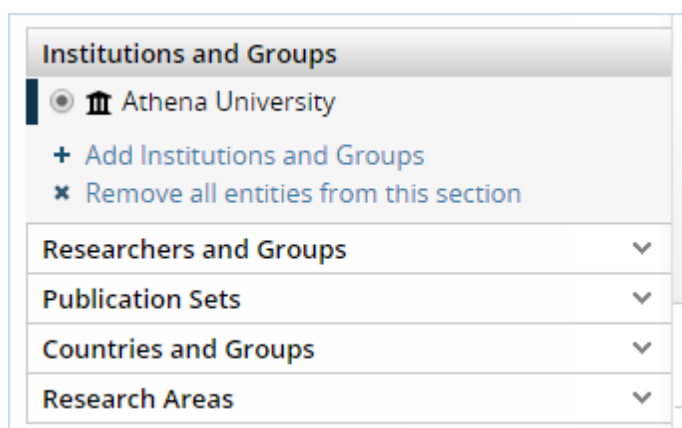 Institutions and Groups
Athena University
+ Add Institutions and Groups
× Remove all entities from this section
Researchers and Groups
Publication Sets
Countries and Groups
Research Areas